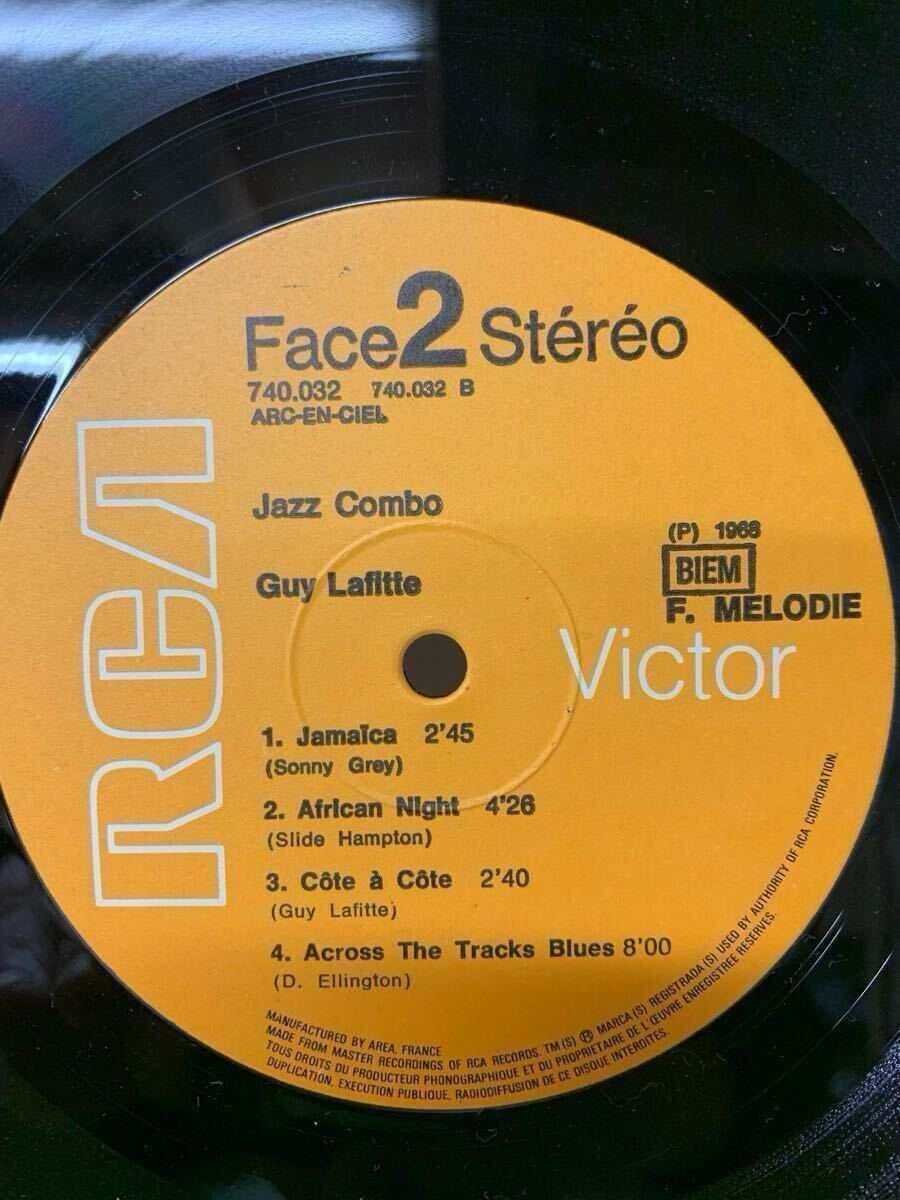 Face 2 Stéréo
740.032 740.032 B
ARC-EN-CIEL
RCA
Jazz Combo
(P) 1968
BIEM
Guy Lafitte
F. MELODIE
Victor
1. Jamaïca 2'45
(Sonny Grey)
2. African Night 4'26
(Slide Hampton)
3. Côte à Côte 2'40
(Guy Lafitte)
4. Across The Tracks Blues 8'00
(D. Ellington)
MANUFACTURED BY AREA, FRANCE
MADE FROM MASTER RECORDINGS OF RCA RECORDS. TM(S) ® MARCA(S) REGISTRADA(S) USED BY AUTHORITY OF RCA CORPORATION.
TOUS DROITS DU PRODUCTEUR PHONOGRAPHIQUE ET DU PROPRIETAIRE DE L'ŒUVRE ENREGISTREE RESERVES.
DUPLICATION, EXECUTION PUBLIQUE, RADIODIFFUSION DE CE DISQUE INTERDITES.